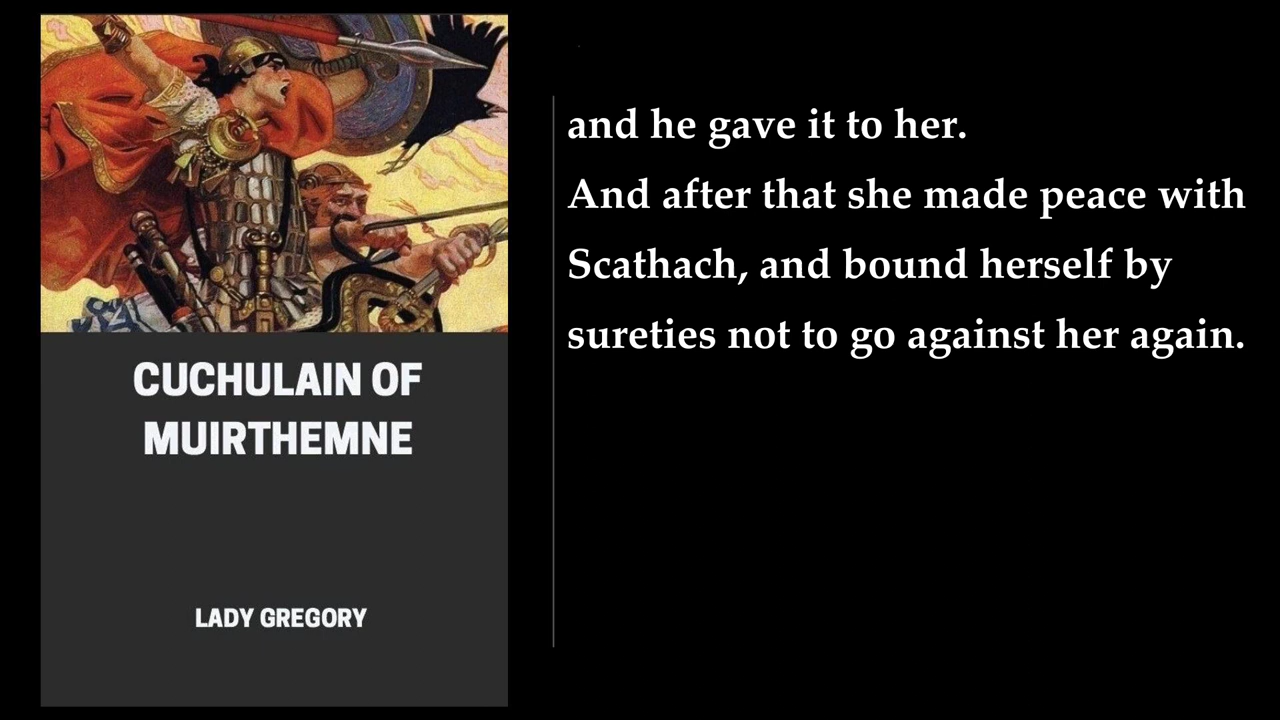 CUCHULAIN OF
MUIRTHEMNE
LADY GREGORY
and he gave it to her.
And after that she made peace with
Scathach, and bound herself by
sureties not to go against her again.